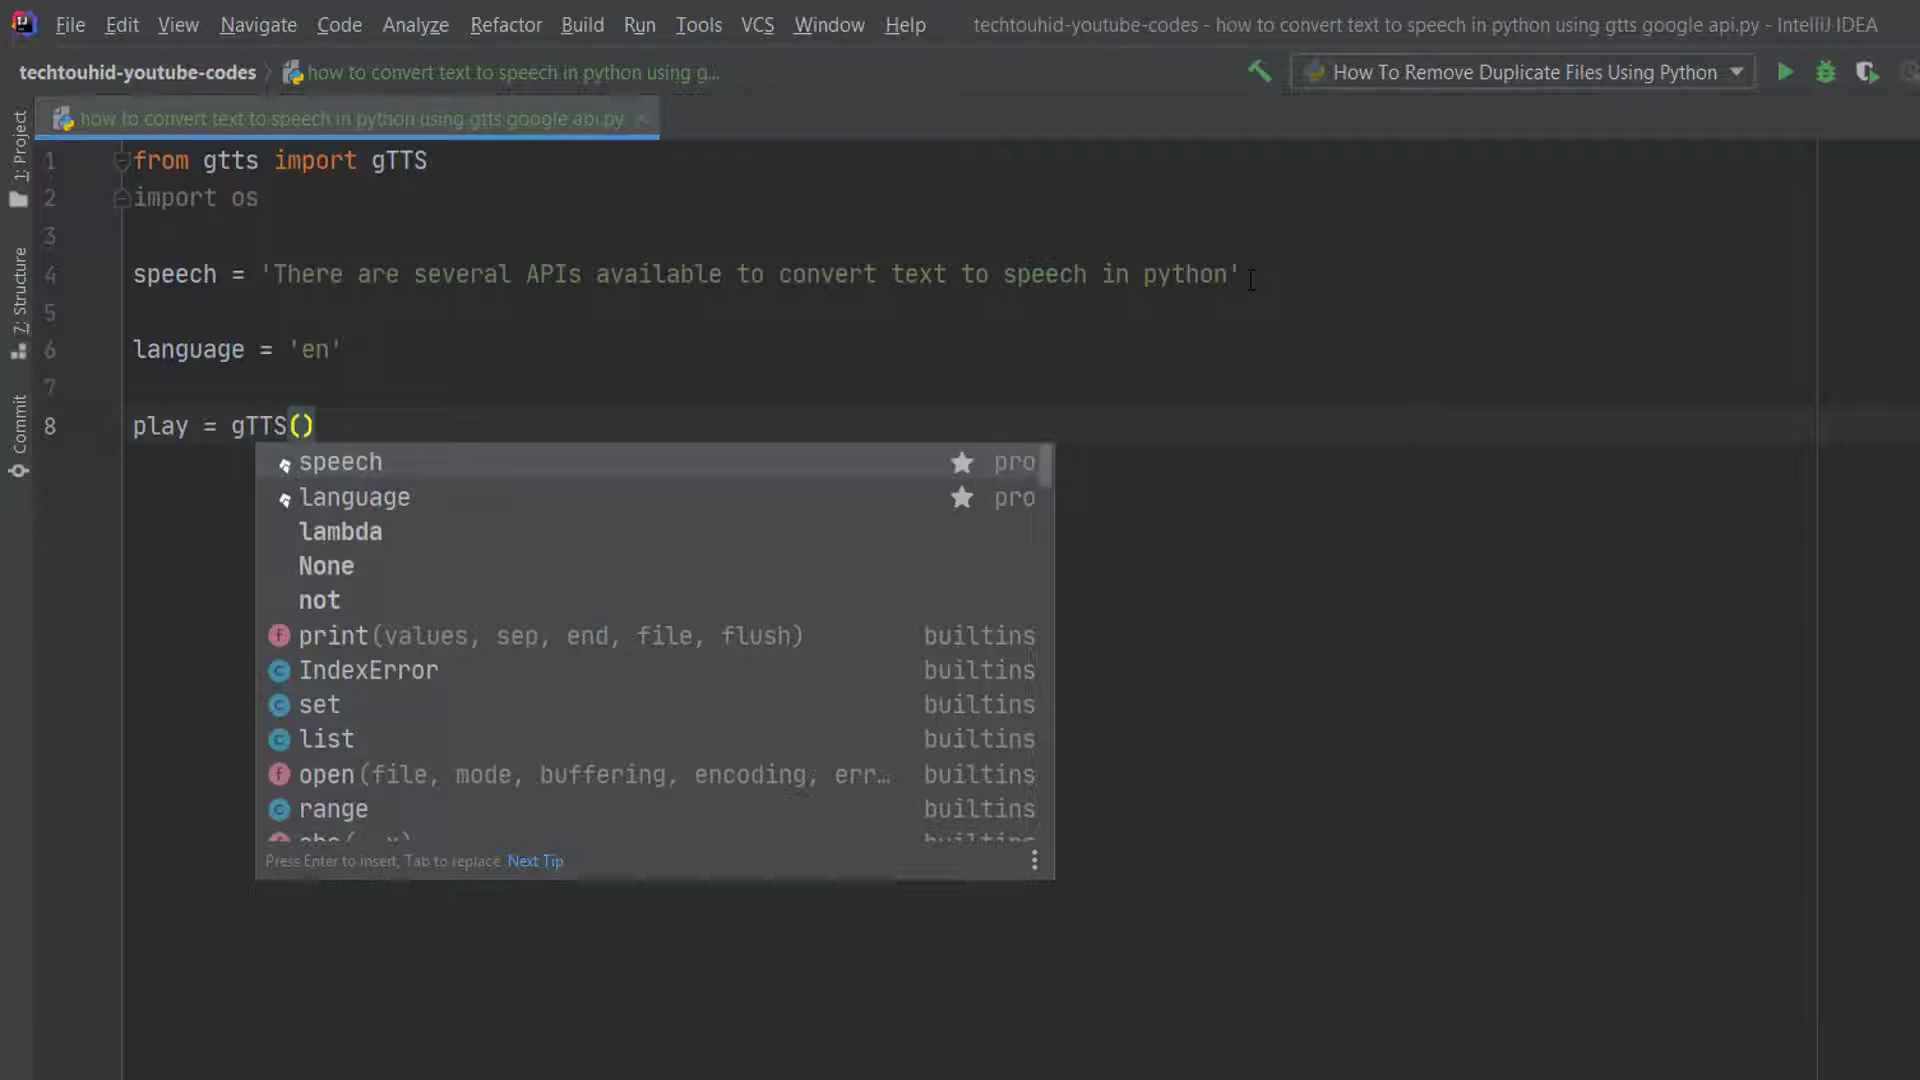 File Edit View Navigate Code Analyze Refactor Build Run Tools VCS Window Help techtouhid-youtube-codes - how to convert text to speech in python using gtts google api.py - IntelliJ IDEA
techtouhid-youtube-codes how to convert text to speech in python using g... How To Remove Duplicate Files Using Python
how to convert text to speech in python using gtts google api.py
1: Project
7: Structure
Commit
1 from gtts import gTTS
2 import os
3
4 speech = 'There are several APIs available to convert text to speech in python'
5
6 language = 'en'
7
8 play = gTTS()
speech pro
language pro
lambda
None
not
print(values, sep, end, file, flush) builtins
IndexError builtins
set builtins
list builtins
open(file, mode, buffering, encoding, err… builtins
range builtins
builtins
Press Enter to insert, Tab to replace Next Tip